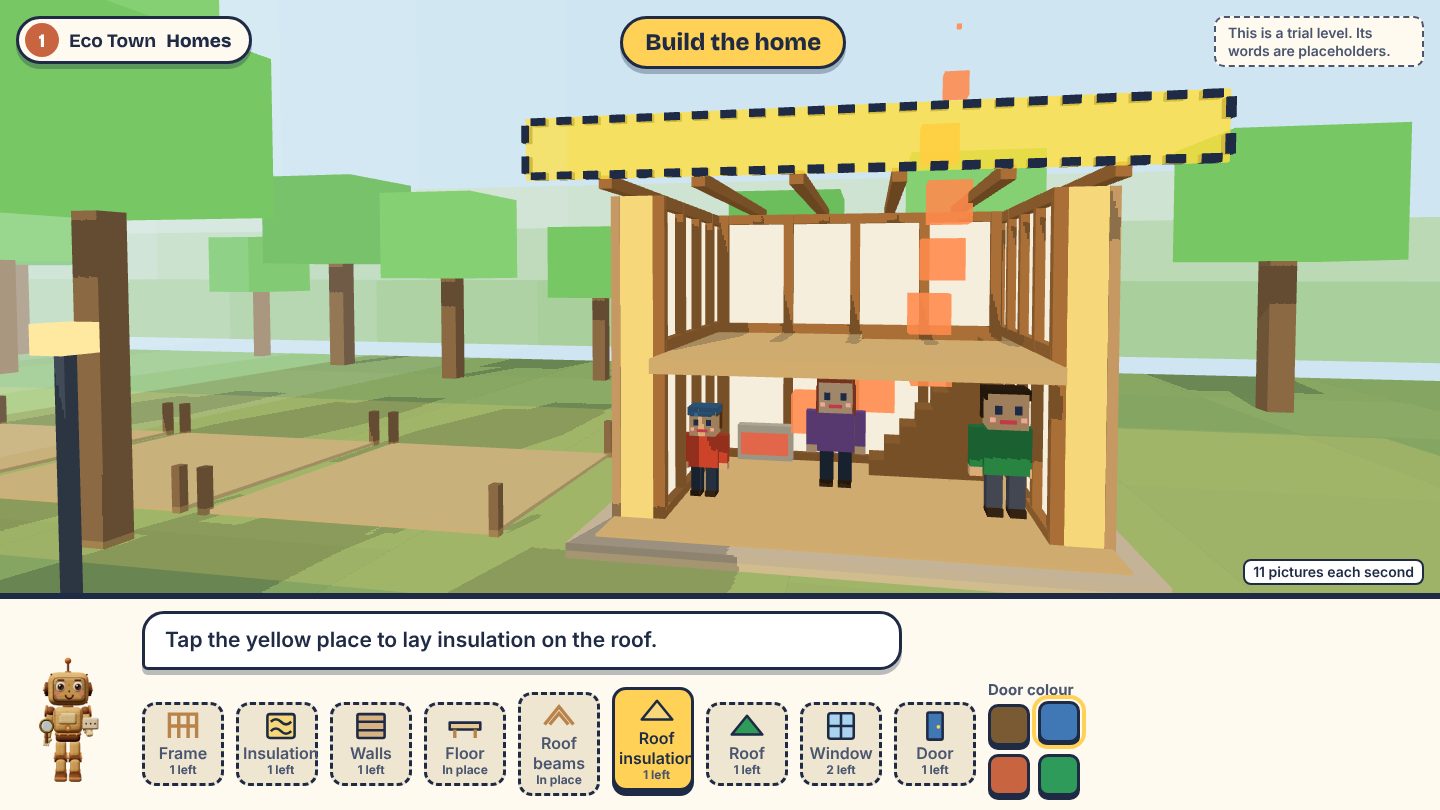 1 Eco Town Homes
Build the home
This is a trial level. Its
words are placeholders.
11 pictures each second
Tap the yellow place to lay insulation on the roof.
Door colour
Frame
1 left
Insulation
1 left
Walls
1 left
Floor
In place
Roof
beams
In place
Roof
insulation
1 left
Roof
1 left
Window
2 left
Door
1 left